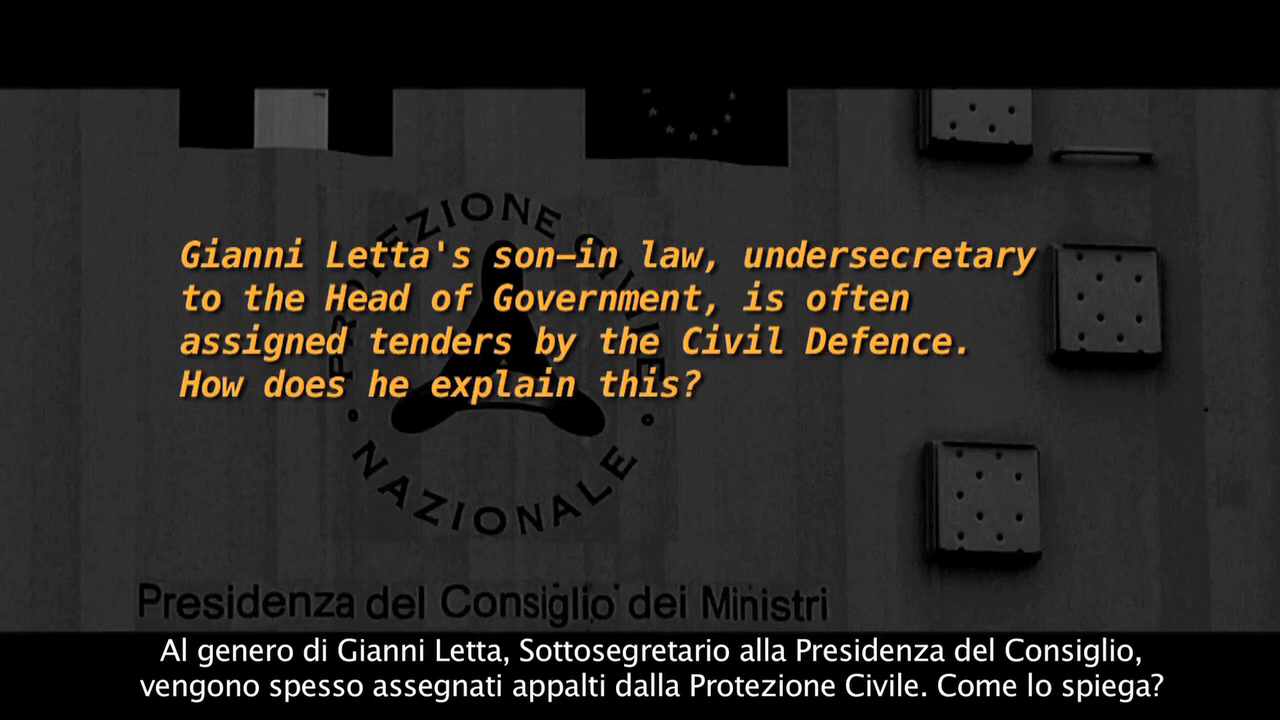 PROTEZIONE CIVILE
Gianni Letta's son–in law, undersecretary
to the Head of Government, is often
assigned tenders by the Civil Defence.
How does he explain this?
NAZIONALE
Presidenza del Consiglio dei Ministri
Al genero di Gianni Letta, Sottosegretario alla Presidenza del Consiglio,
vengono spesso assegnati appalti dalla Protezione Civile. Come lo spiega?